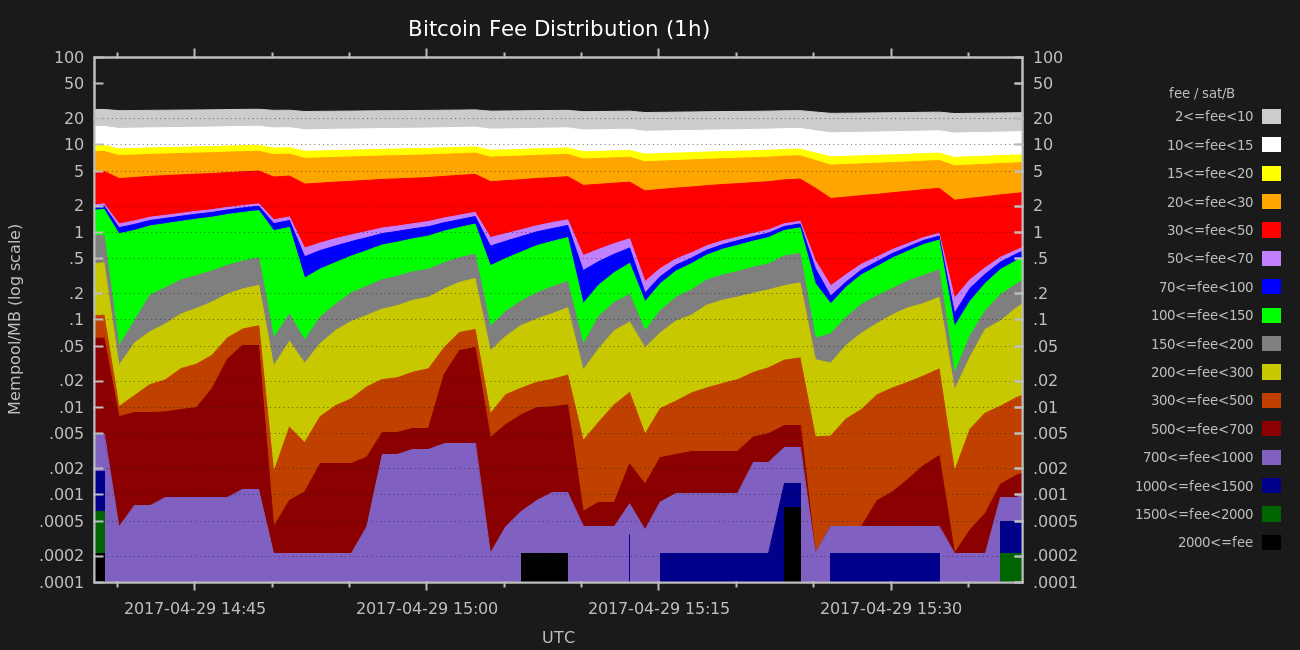 Bitcoin Fee Distribution (1h)
100
50
20
10
5
2
1
.5
.2
.1
.05
.02
.01
.005
.002
.001
.0005
.0002
.0001
Mempool/MB (log scale)
100
50
20
10
5
2
1
.5
.2
.1
.05
.02
.01
.005
.002
.001
.0005
.0002
.0001
2017-04-29 14:45
2017-04-29 15:00
2017-04-29 15:15
2017-04-29 15:30
UTC
fee / sat/B
2<=fee<10
10<=fee<15
15<=fee<20
20<=fee<30
30<=fee<50
50<=fee<70
70<=fee<100
100<=fee<150
150<=fee<200
200<=fee<300
300<=fee<500
500<=fee<700
700<=fee<1000
1000<=fee<1500
1500<=fee<2000
2000<=fee